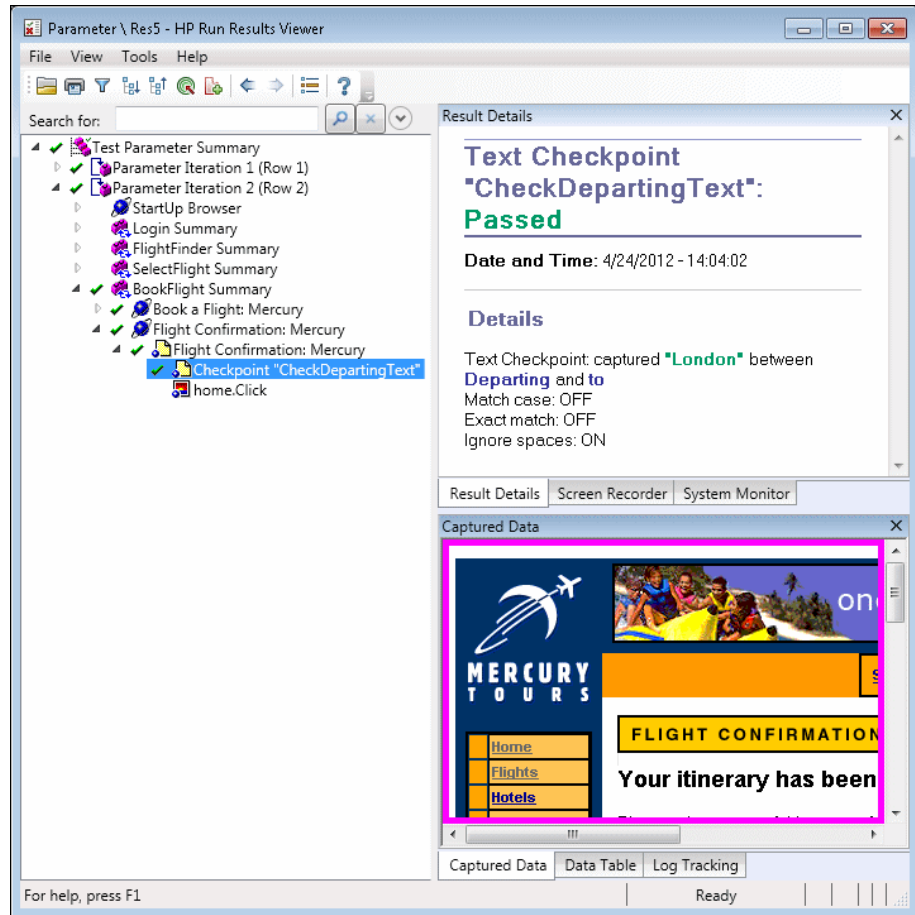 Parameter \ Res5 - HP Run Results Viewer
File View Tools Help
Search for:
Test Parameter Summary
Parameter Iteration 1 (Row 1)
Parameter Iteration 2 (Row 2)
StartUp Browser
Login Summary
FlightFinder Summary
SelectFlight Summary
BookFlight Summary
Book a Flight: Mercury
Flight Confirmation: Mercury
Flight Confirmation: Mercury
Checkpoint "CheckDepartingText"
home.Click
Result Details
Text Checkpoint
"CheckDepartingText":
Passed
Date and Time: 4/24/2012 - 14:04:02
Details
Text Checkpoint: captured "London" between
Departing and to
Match case: OFF
Exact match: OFF
Ignore spaces: ON
Result Details Screen Recorder System Monitor
Captured Data
MERCURY
TOURS
Home
Flights
Hotels
FLIGHT CONFIRMATION
Your itinerary has been
Captured Data Data Table Log Tracking
For help, press F1 Ready